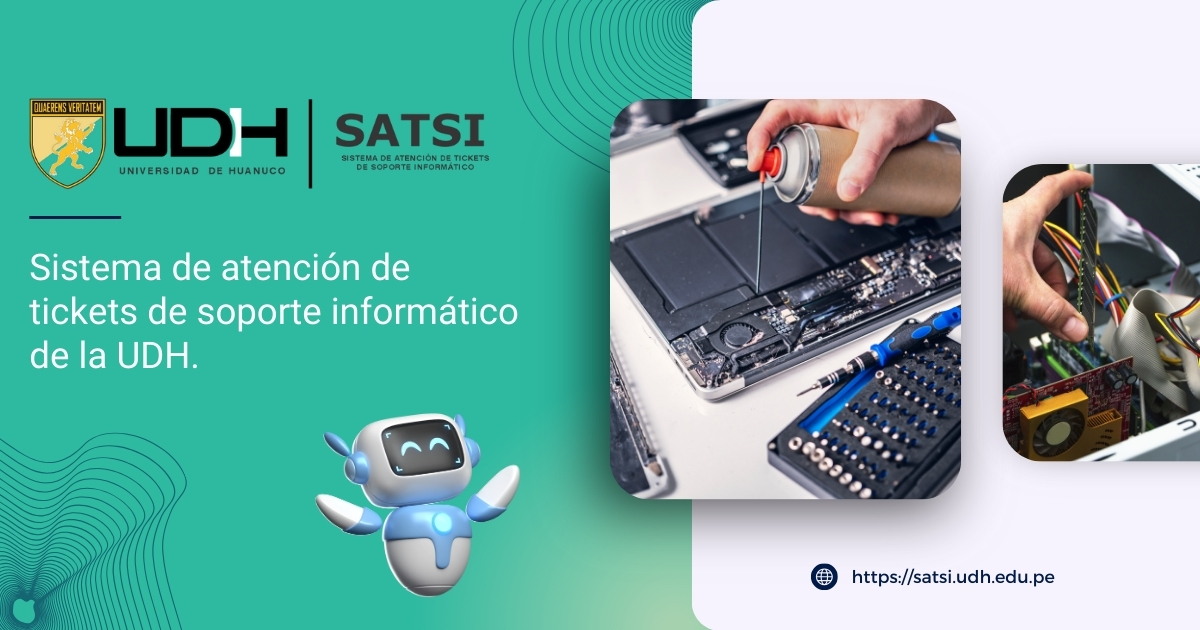 QUAERENS VERITATEM
UDH
UNIVERSIDAD DE HUANUCO
SATSI
SISTEMA DE ATENCIÓN DE TICKETS
DE SOPORTE INFORMÁTICO
Sistema de atención de
tickets de soporte informático
de la UDH.
https://satsi.udh.edu.pe